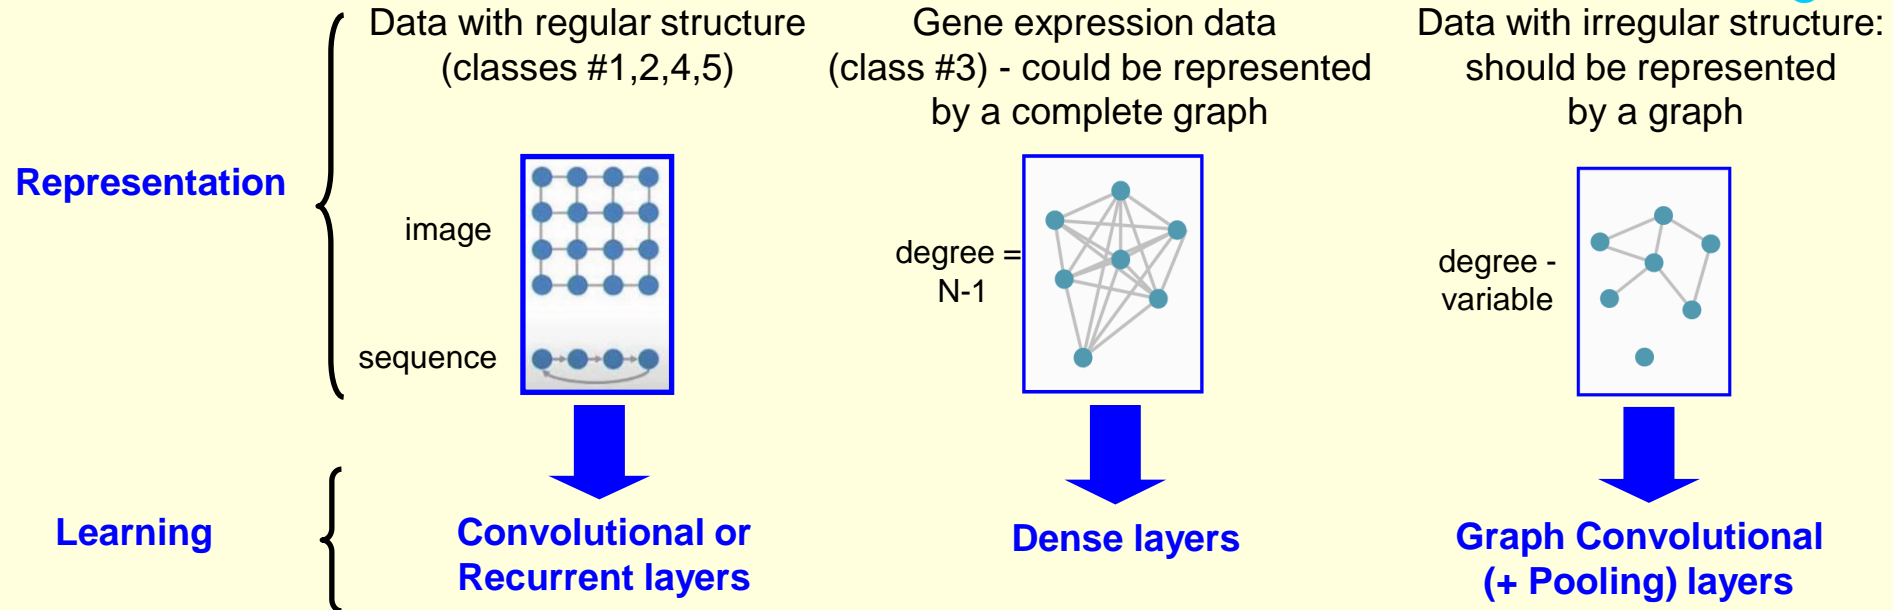 Data with regular structure
(classes #1,2,4,5)
Gene expression data
(class #3) - could be represented
by a complete graph
Data with irregular structure:
should be represented
by a graph
Representation
image
sequence
degree =
N-1
degree -
variable
Learning
Convolutional or
Recurrent layers
Dense layers
Graph Convolutional
(+ Pooling) layers